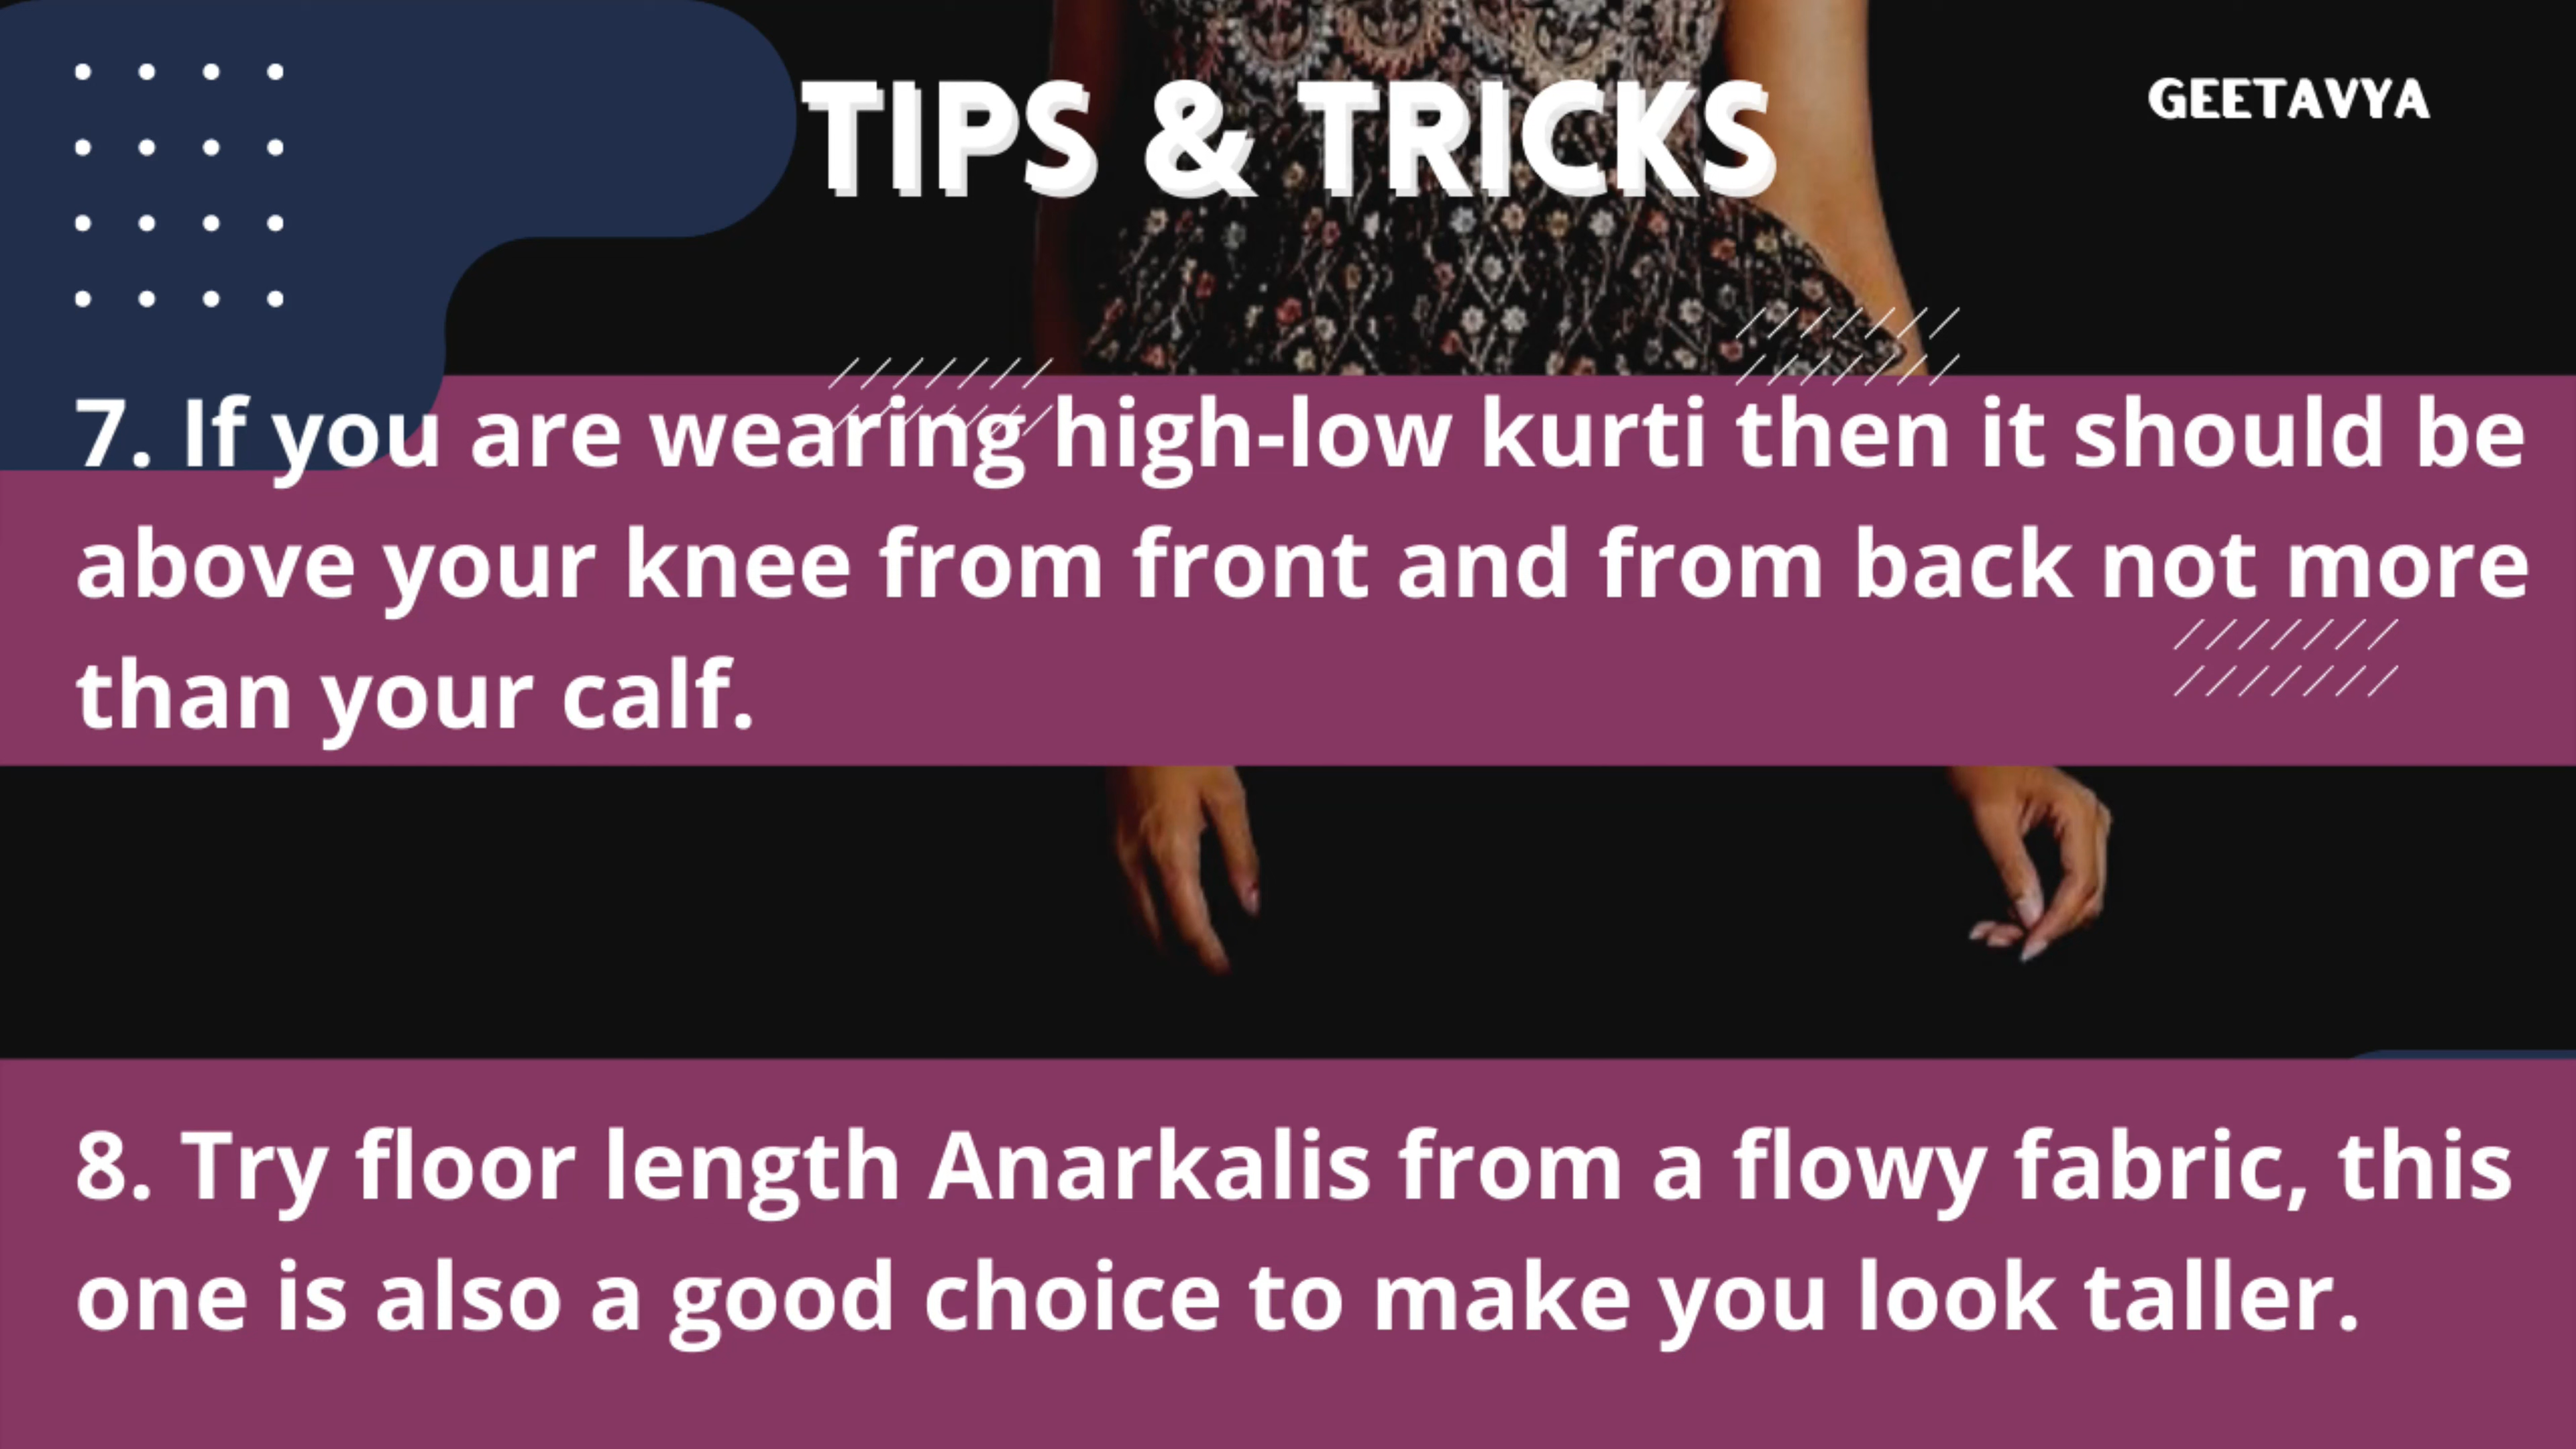 TIPS & TRICKS
GEETAVYA
7. If you are wearing high-low kurti then it should be
above your knee from front and from back not more
than your calf.
8. Try floor length Anarkalis from a flowy fabric, this
one is also a good choice to make you look taller.